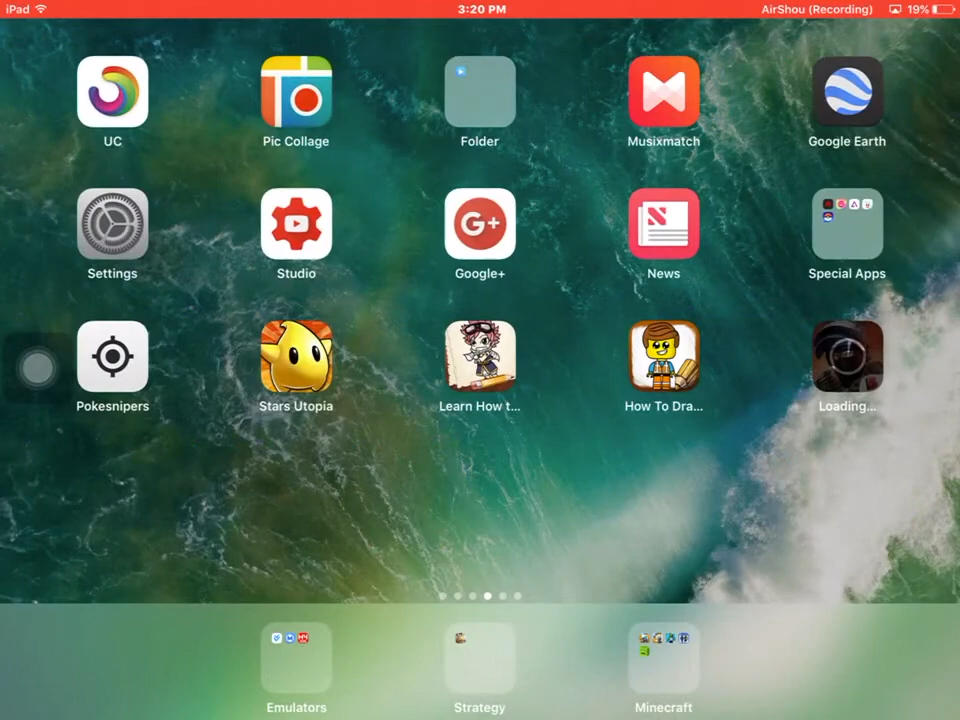 iPad 3:20 PM AirShou (Recording) 19%
UC Pic Collage Folder Musixmatch Google Earth
G+
Settings Studio Google+ News Special Apps
Pokesnipers Stars Utopia Learn How t... How To Dra... Loading...
Emulators Strategy Minecraft